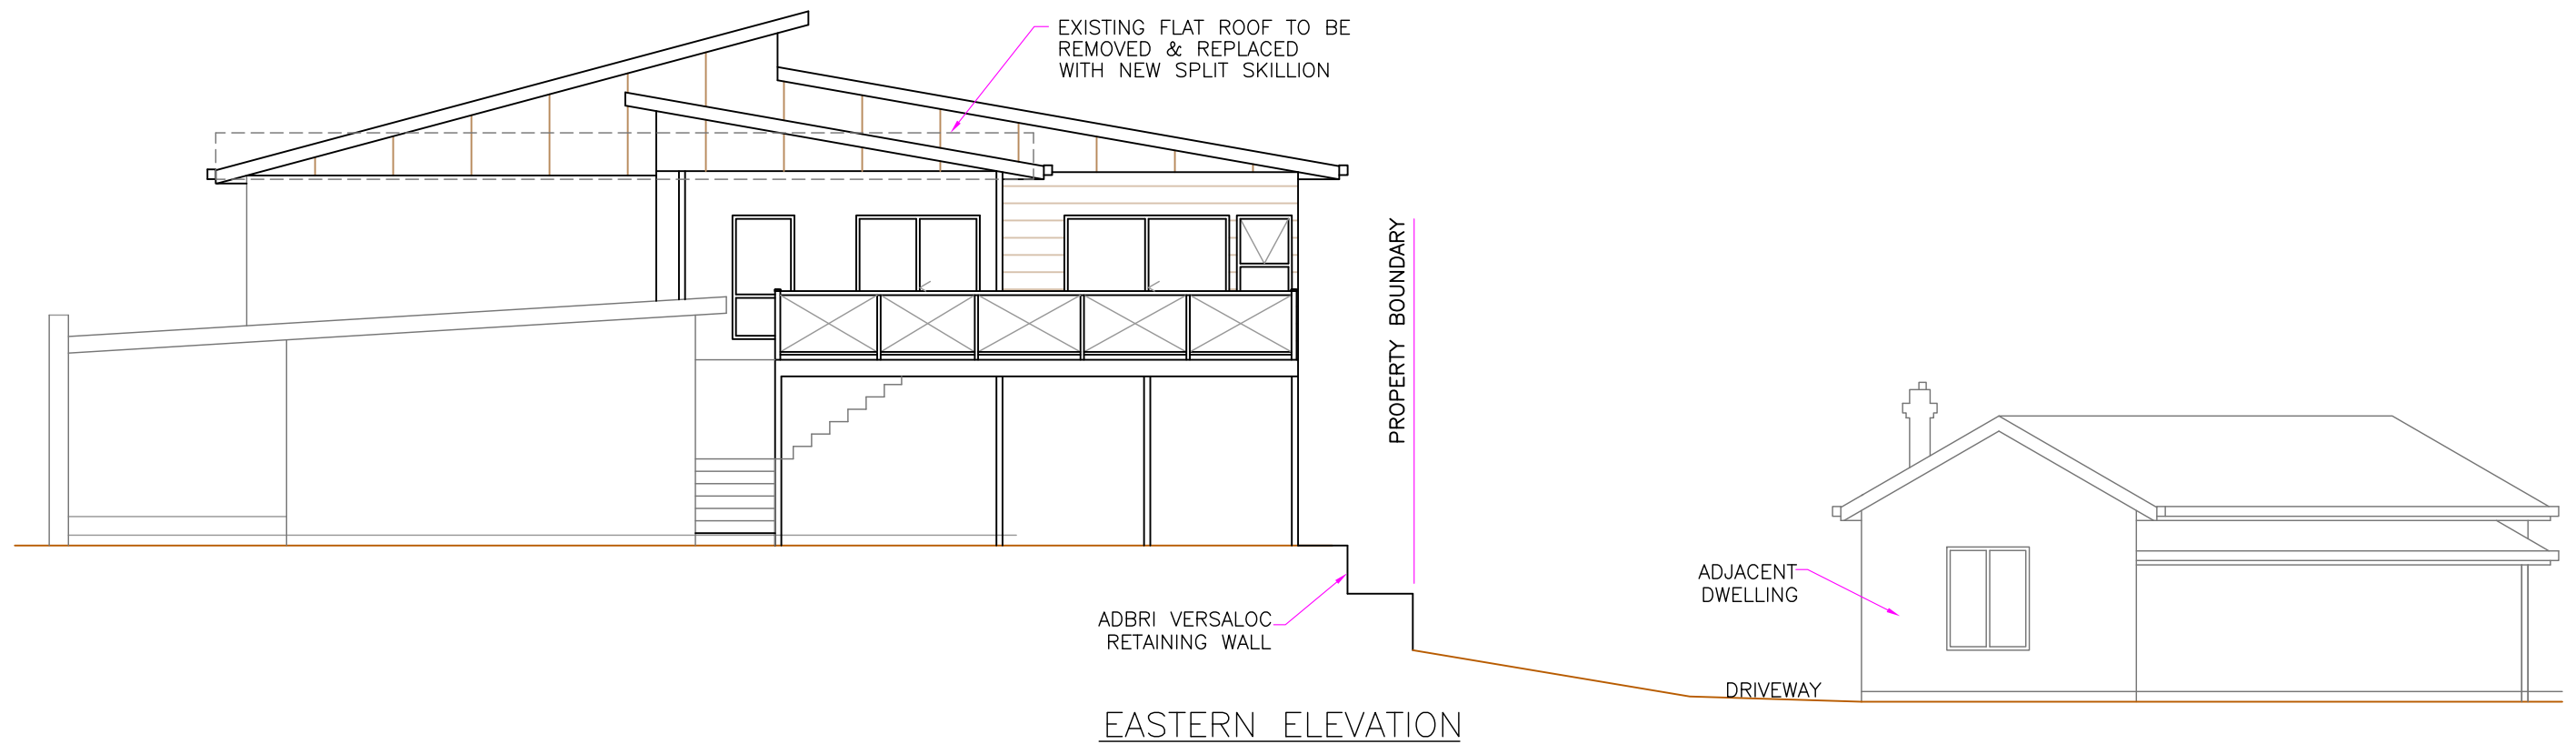 EXISTING FLAT ROOF TO BE
REMOVED & REPLACED
WITH NEW SPLIT SKILLION
PROPERTY BOUNDARY
ADJACENT
DWELLING
ADBRI VERSALOC
RETAINING WALL
DRIVEWAY
EASTERN ELEVATION